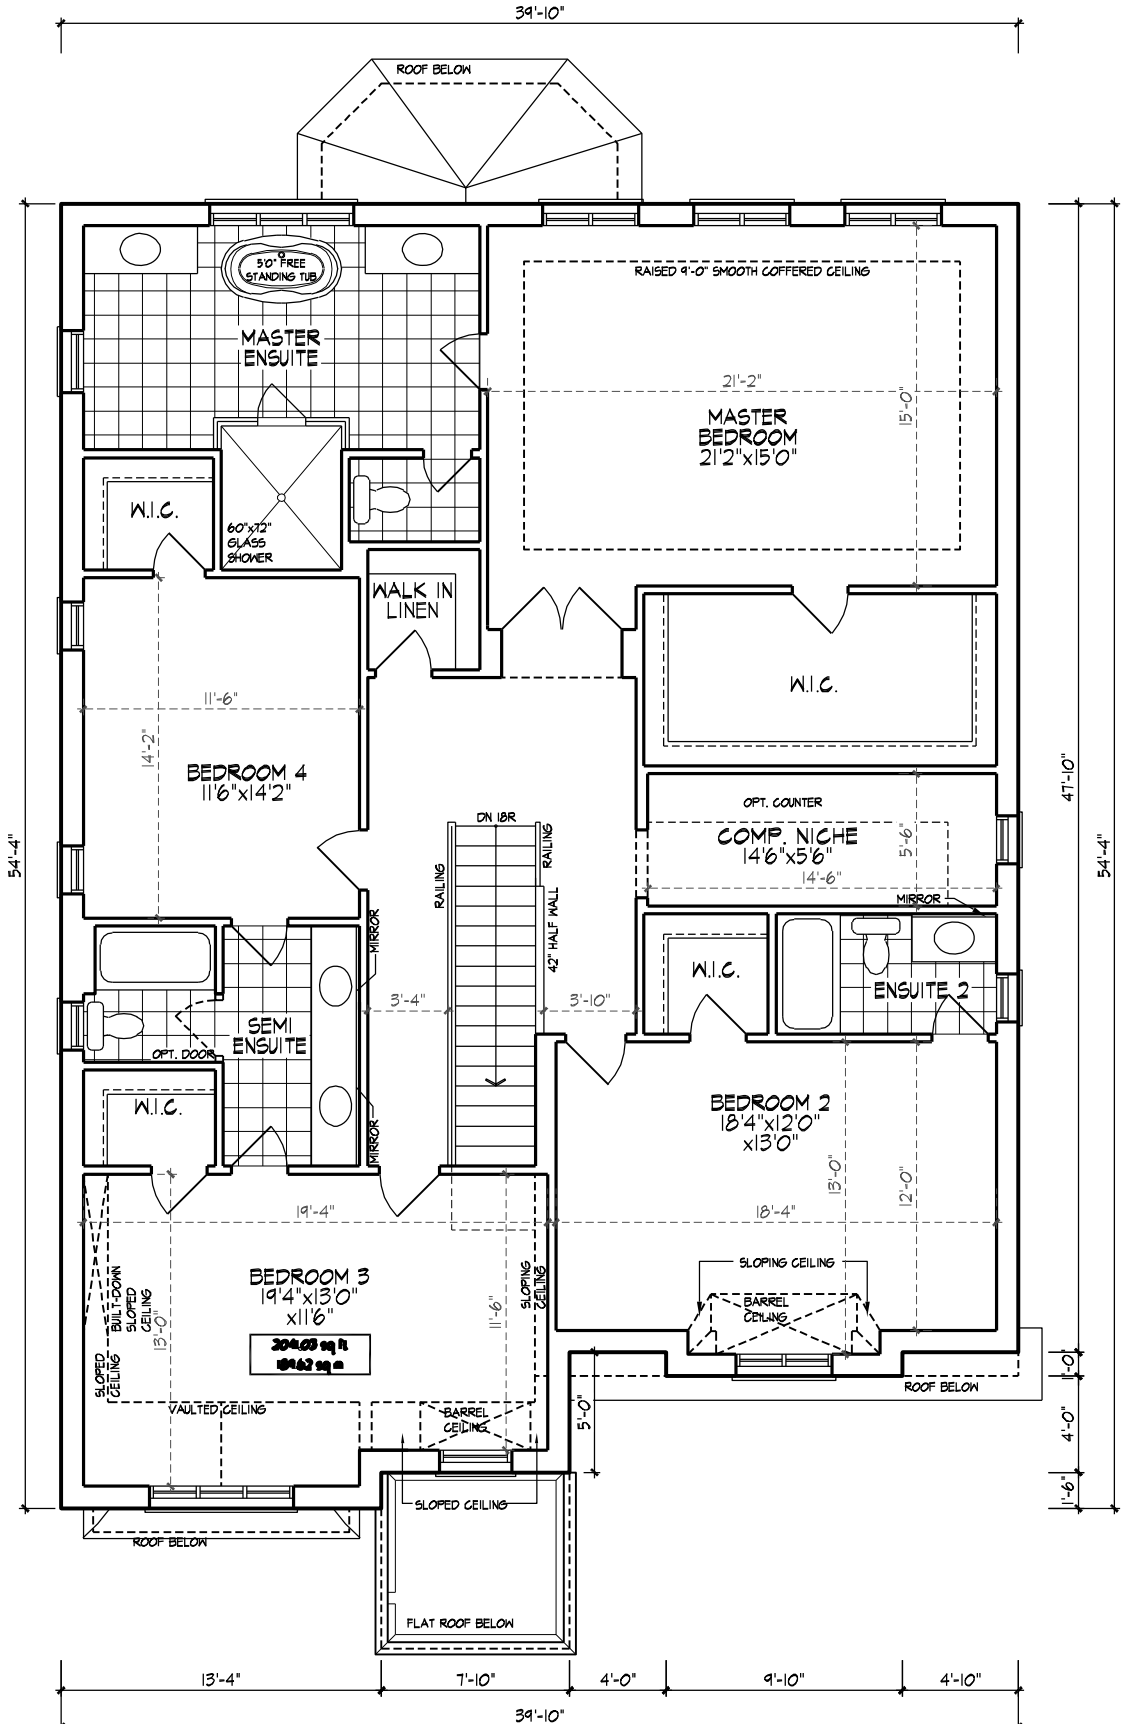 39'-10"
ROOF BELOW
5'0" FREE
STANDING TUB
RAISED 9'-0" SMOOTH COFFERED CEILING
MASTER
ENSUITE
21'-2"
15'-0"
MASTER
BEDROOM
21'2"x15'0"
W.I.C.
60"x72"
GLASS
SHOWER
WALK IN
LINEN
W.I.C.
11'-6"
14'-2"
BEDROOM 4
11'6"x14'2"
47'-10"
54'-4"
54'-4"
OPT. COUNTER
DN 18R
RAILING
RAILING
COMP. NICHE
14'6"x5'6"
5'-6"
14'-6"
MIRROR
42" HALF WALL
MIRROR
W.I.C.
ENSUITE 2
3'-4"
3'-10"
SEMI
ENSUITE
OPT. DOOR
W.I.C.
MIRROR
BEDROOM 2
18'4"x12'0"
x13'0"
13'-0"
12'-0"
19'-4"
18'-4"
BEDROOM 3
19'4"x13'0"
x11'6"
SLOPING CEILING
SLOPING
CEILING
BUILT-DOWN
SLOPED
CEILING
13'-0"
11'-6"
BARREL
CEILING
SLOPED
CEILING
1'-0"
ROOF BELOW
VAULTED CEILING
BARREL
CEILING
5'-0"
4'-0"
1'-6"
SLOPED CEILING
ROOF BELOW
FLAT ROOF BELOW
13'-4"
7'-10"
4'-0"
9'-10"
4'-10"
39'-10"